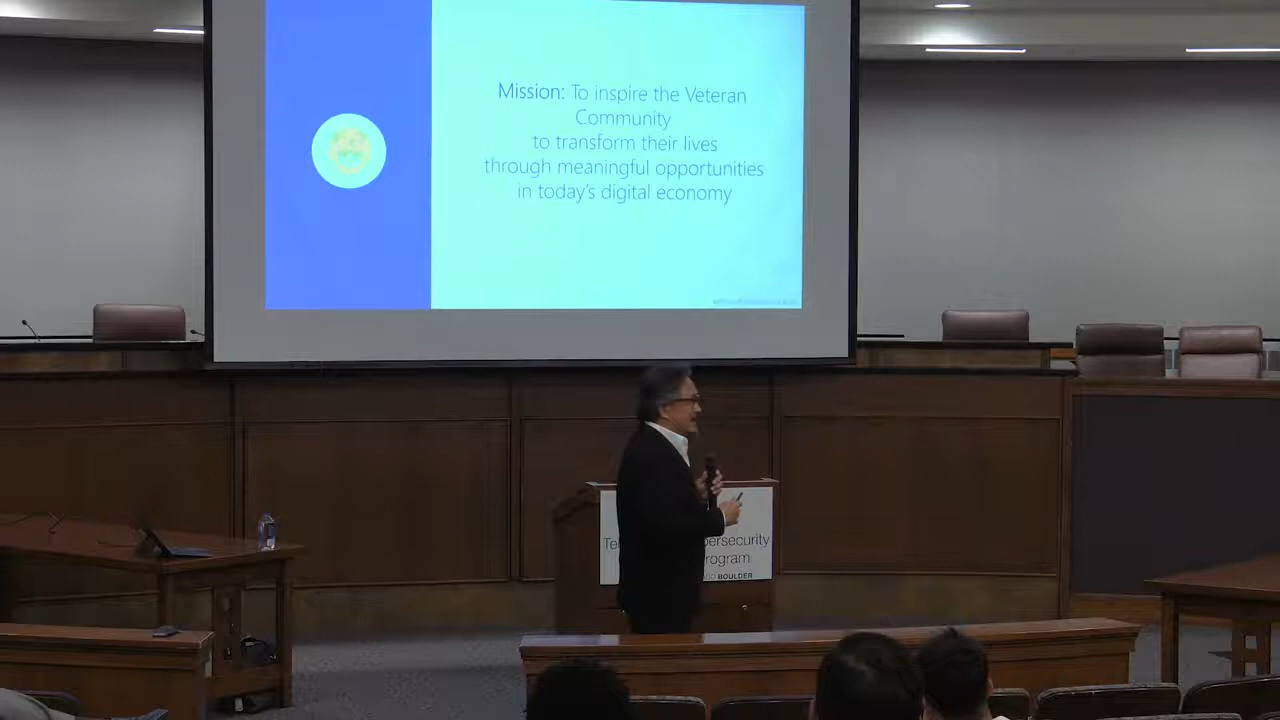 Mission: To inspire the Veteran
Community
to transform their lives
through meaningful opportunities
in today's digital economy
Te persecurity
rogram
BOULDER